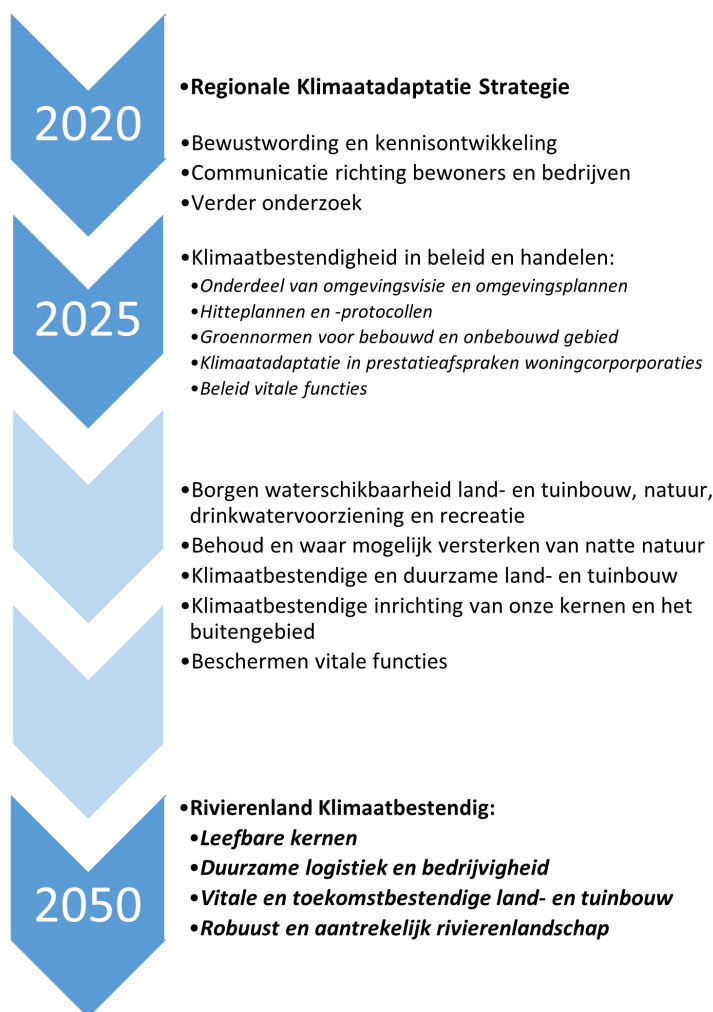 2020
•Regionale Klimaatadaptatie Strategie
•Bewustwording en kennisontwikkeling
•Communicatie richting bewoners en bedrijven
•Verder onderzoek
2025
•Klimaatbestendigheid in beleid en handelen:
•Onderdeel van omgevingsvisie en omgevingsplannen
•Hitteplannen en -protocollen
•Groennormen voor bebouwd en onbebouwd gebied
•Klimaatadaptatie in prestatieafspraken woningcorporporaties
•Beleid vitale functies
•Borgen waterschikbaarheid land- en tuinbouw, natuur,
drinkwatervoorziening en recreatie
•Behoud en waar mogelijk versterken van natte natuur
•Klimaatbestendige en duurzame land- en tuinbouw
•Klimaatbestendige inrichting van onze kernen en het
buitengebied
•Beschermen vitale functies
2050
•Rivierenland Klimaatbestendig:
•Leefbare kernen
•Duurzame logistiek en bedrijvigheid
•Vitale en toekomstbestendige land- en tuinbouw
•Robuust en aantrekelijk rivierenlandschap